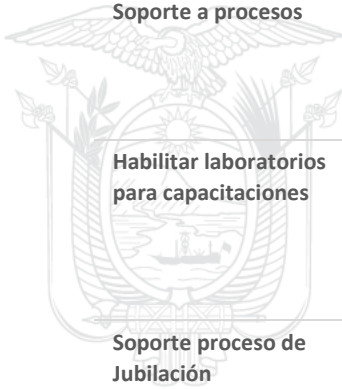 Soporte a procesos
Habilitar laboratorios
para capacitaciones
Soporte proceso de
Jubilación